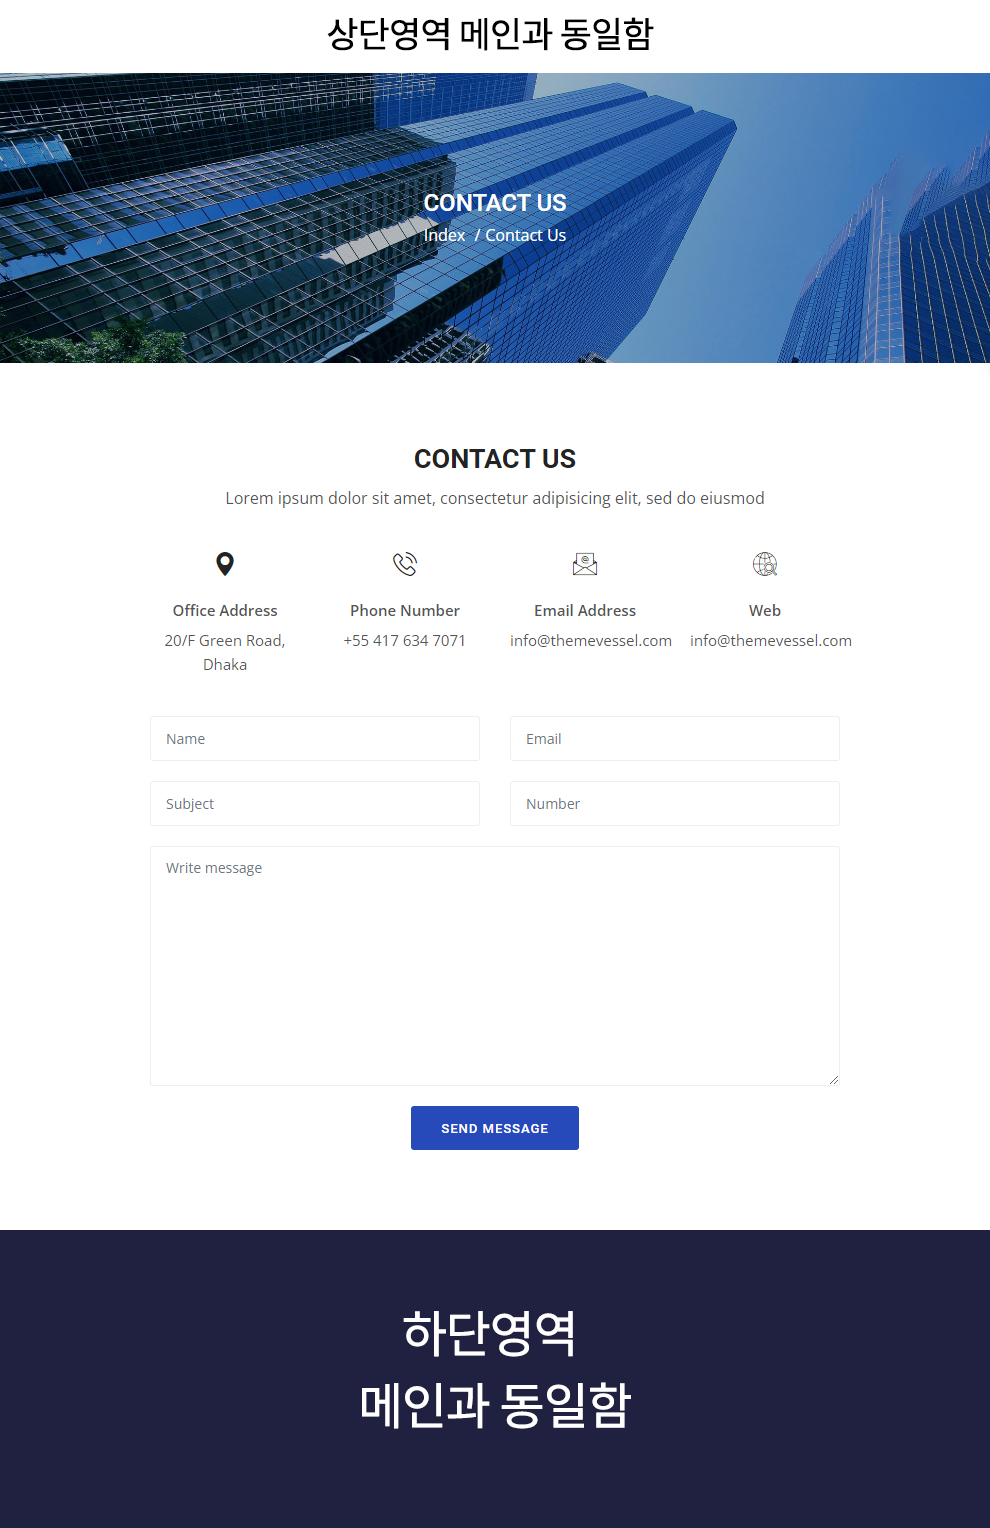 상단영역 메인과 동일함
CONTACT US
Index / Contact Us
CONTACT US
Lorem ipsum dolor sit amet, consectetur adipisicing elit, sed do eiusmod
Office Address
20/F Green Road,
Dhaka
Phone Number
+55 417 634 7071
Email Address
info@themevessel.com
Web
info@themevessel.com
Name
Email
Subject
Number
Write message
SEND MESSAGE
하단영역
메인과 동일함